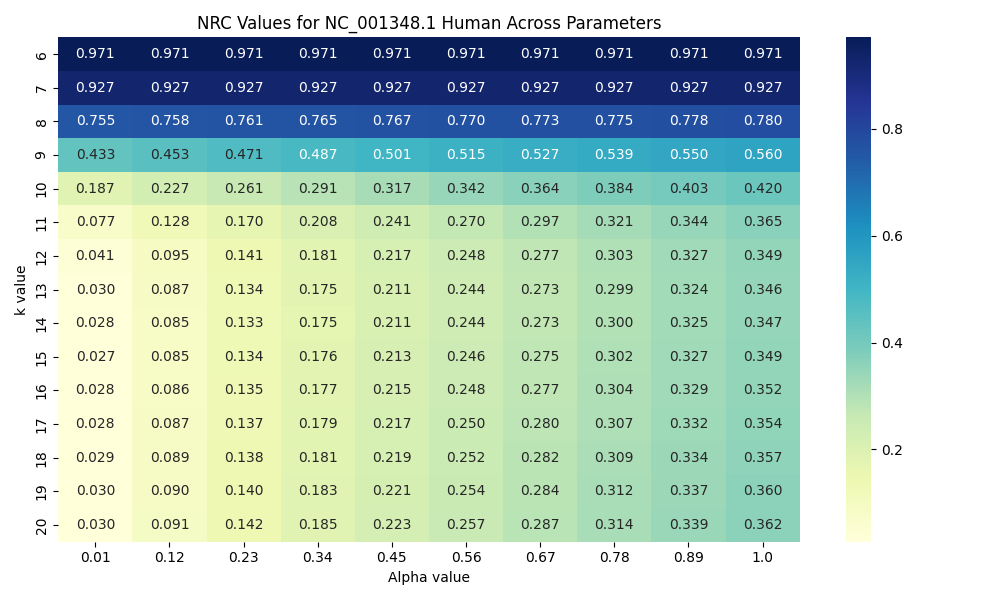 NRC Values for NC_001348.1 Human Across Parameters
6 0.971 0.971 0.971 0.971 0.971 0.971 0.971 0.971 0.971 0.971
7 0.927 0.927 0.927 0.927 0.927 0.927 0.927 0.927 0.927 0.927
8 0.755 0.758 0.761 0.765 0.767 0.770 0.773 0.775 0.778 0.780
9 0.433 0.453 0.471 0.487 0.501 0.515 0.527 0.539 0.550 0.560
10 0.187 0.227 0.261 0.291 0.317 0.342 0.364 0.384 0.403 0.420
11 0.077 0.128 0.170 0.208 0.241 0.270 0.297 0.321 0.344 0.365
12 0.041 0.095 0.141 0.181 0.217 0.248 0.277 0.303 0.327 0.349
13 0.030 0.087 0.134 0.175 0.211 0.244 0.273 0.299 0.324 0.346
14 0.028 0.085 0.133 0.175 0.211 0.244 0.273 0.300 0.325 0.347
15 0.027 0.085 0.134 0.176 0.213 0.246 0.275 0.302 0.327 0.349
16 0.028 0.086 0.135 0.177 0.215 0.248 0.277 0.304 0.329 0.352
17 0.028 0.087 0.137 0.179 0.217 0.250 0.280 0.307 0.332 0.354
18 0.029 0.089 0.138 0.181 0.219 0.252 0.282 0.309 0.334 0.357
19 0.030 0.090 0.140 0.183 0.221 0.254 0.284 0.312 0.337 0.360
20 0.030 0.091 0.142 0.185 0.223 0.257 0.287 0.314 0.339 0.362
0.01 0.12 0.23 0.34 0.45 0.56 0.67 0.78 0.89 1.0
Alpha value
k value
0.8
0.6
0.4
0.2